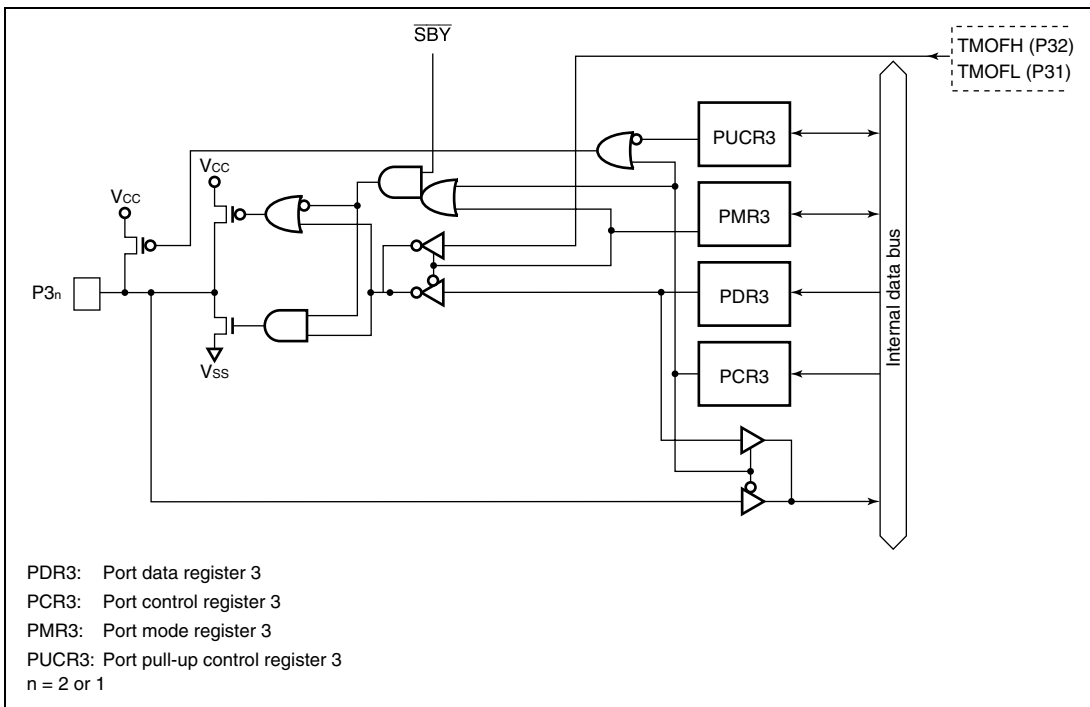 S̅B̅Y̅
TMOFH (P32)
TMOFL (P31)
PUCR3
VCC
VCC
PMR3
P3n
PDR3
Internal data bus
VSS
PCR3
PDR3: Port data register 3
PCR3: Port control register 3
PMR3: Port mode register 3
PUCR3: Port pull-up control register 3
n = 2 or 1